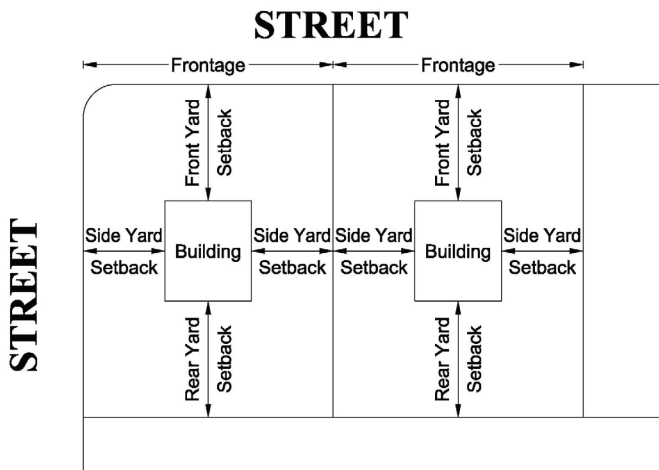 STREET
Frontage
Frontage
Front Yard
Setback
Front Yard
Setback
STREET
Side Yard
Setback
Building
Side Yard
Setback
Side Yard
Setback
Building
Side Yard
Setback
Rear Yard
Setback
Rear Yard
Setback